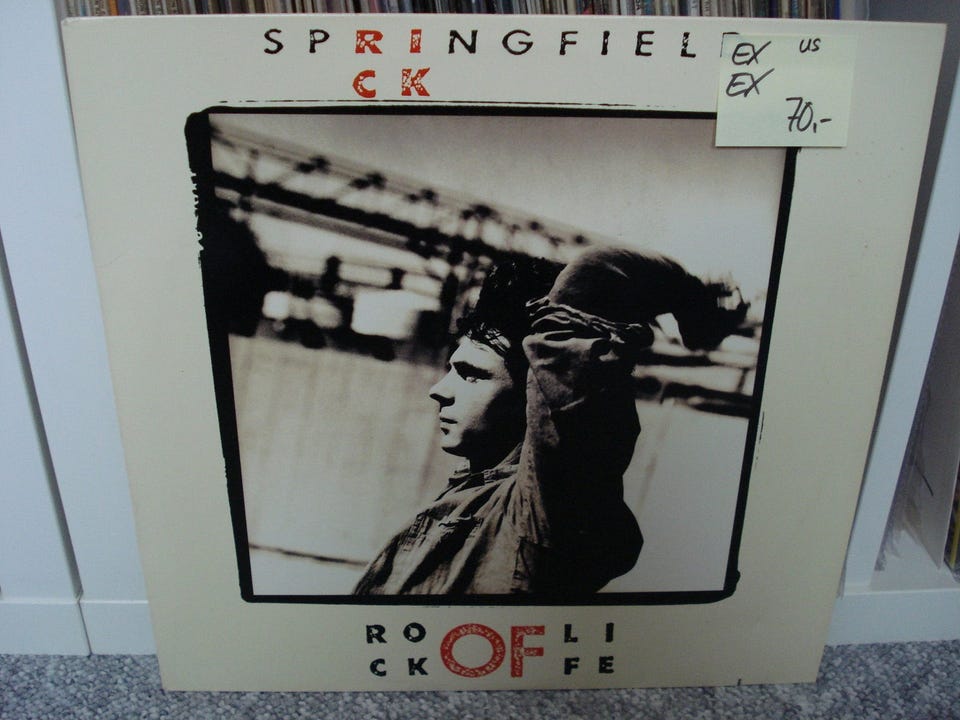 SPRINGFIEL
CK
EX US
EX
70,-
RO OF LI
CK FE